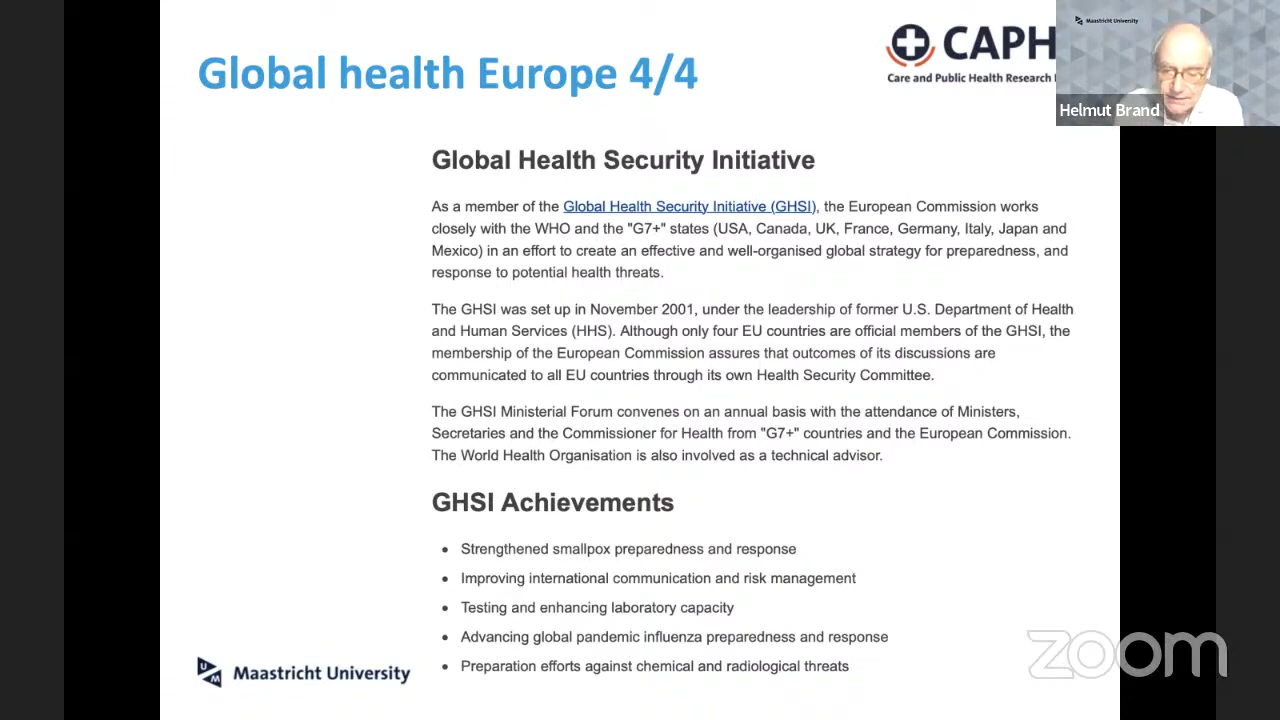 Global health Europe 4/4
CAPH
Care and Public Health Research
Maastricht University
Helmut Brand
Global Health Security Initiative
As a member of the Global Health Security Initiative (GHSI), the European Commission works
closely with the WHO and the "G7+" states (USA, Canada, UK, France, Germany, Italy, Japan and
Mexico) in an effort to create an effective and well-organised global strategy for preparedness, and
response to potential health threats.
The GHSI was set up in November 2001, under the leadership of former U.S. Department of Health
and Human Services (HHS). Although only four EU countries are official members of the GHSI, the
membership of the European Commission assures that outcomes of its discussions are
communicated to all EU countries through its own Health Security Committee.
The GHSI Ministerial Forum convenes on an annual basis with the attendance of Ministers,
Secretaries and the Commissioner for Health from "G7+" countries and the European Commission.
The World Health Organisation is also involved as a technical advisor.
GHSI Achievements
• Strengthened smallpox preparedness and response
• Improving international communication and risk management
• Testing and enhancing laboratory capacity
• Advancing global pandemic influenza preparedness and response
• Preparation efforts against chemical and radiological threats
UM
Maastricht University
zoom